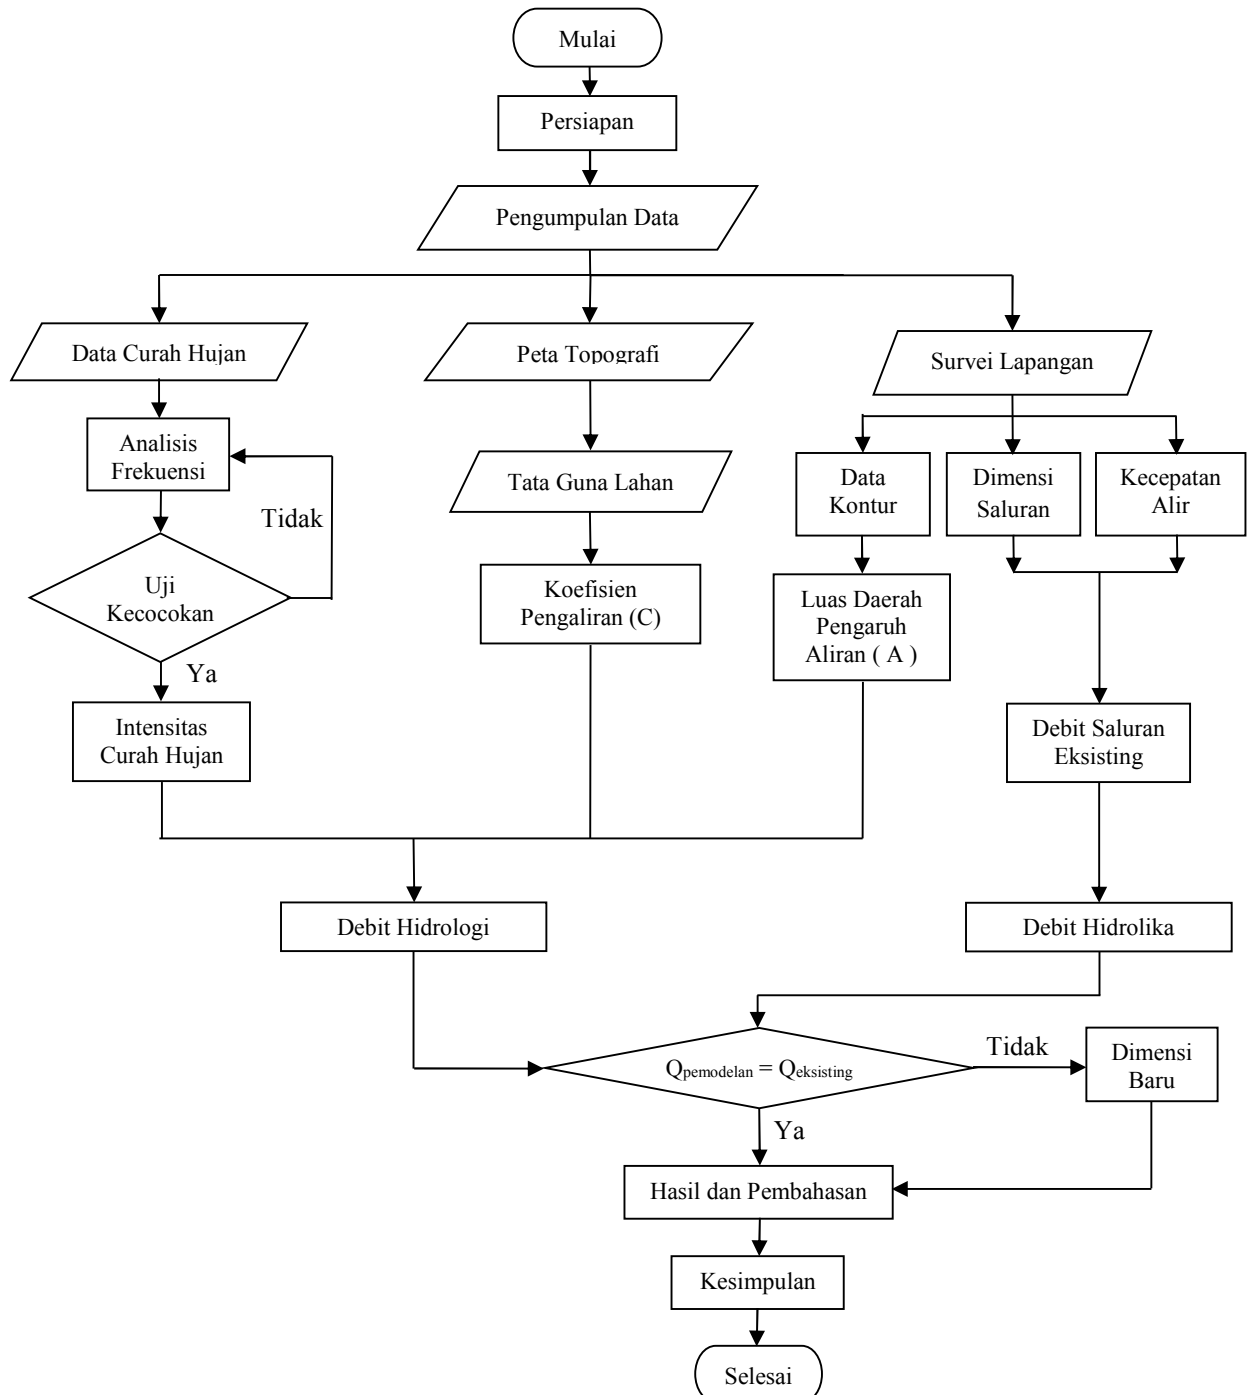 Mulai
Persiapan
Pengumpulan Data
Data Curah Hujan
Peta Topografi
Survei Lapangan
Analisis
Frekuensi
Tidak
Tata Guna Lahan
Data
Kontur
Dimensi
Saluran
Kecepatan
Alir
Uji
Kecocokan
Ya
Koefisien
Pengaliran (C)
Luas Daerah
Pengaruh
Aliran ( A )
Intensitas
Curah Hujan
Debit Saluran
Eksisting
Debit Hidrologi
Debit Hidrolika
Qpemodelan = Qeksisting
Tidak
Dimensi
Baru
Ya
Hasil dan Pembahasan
Kesimpulan
Selesai